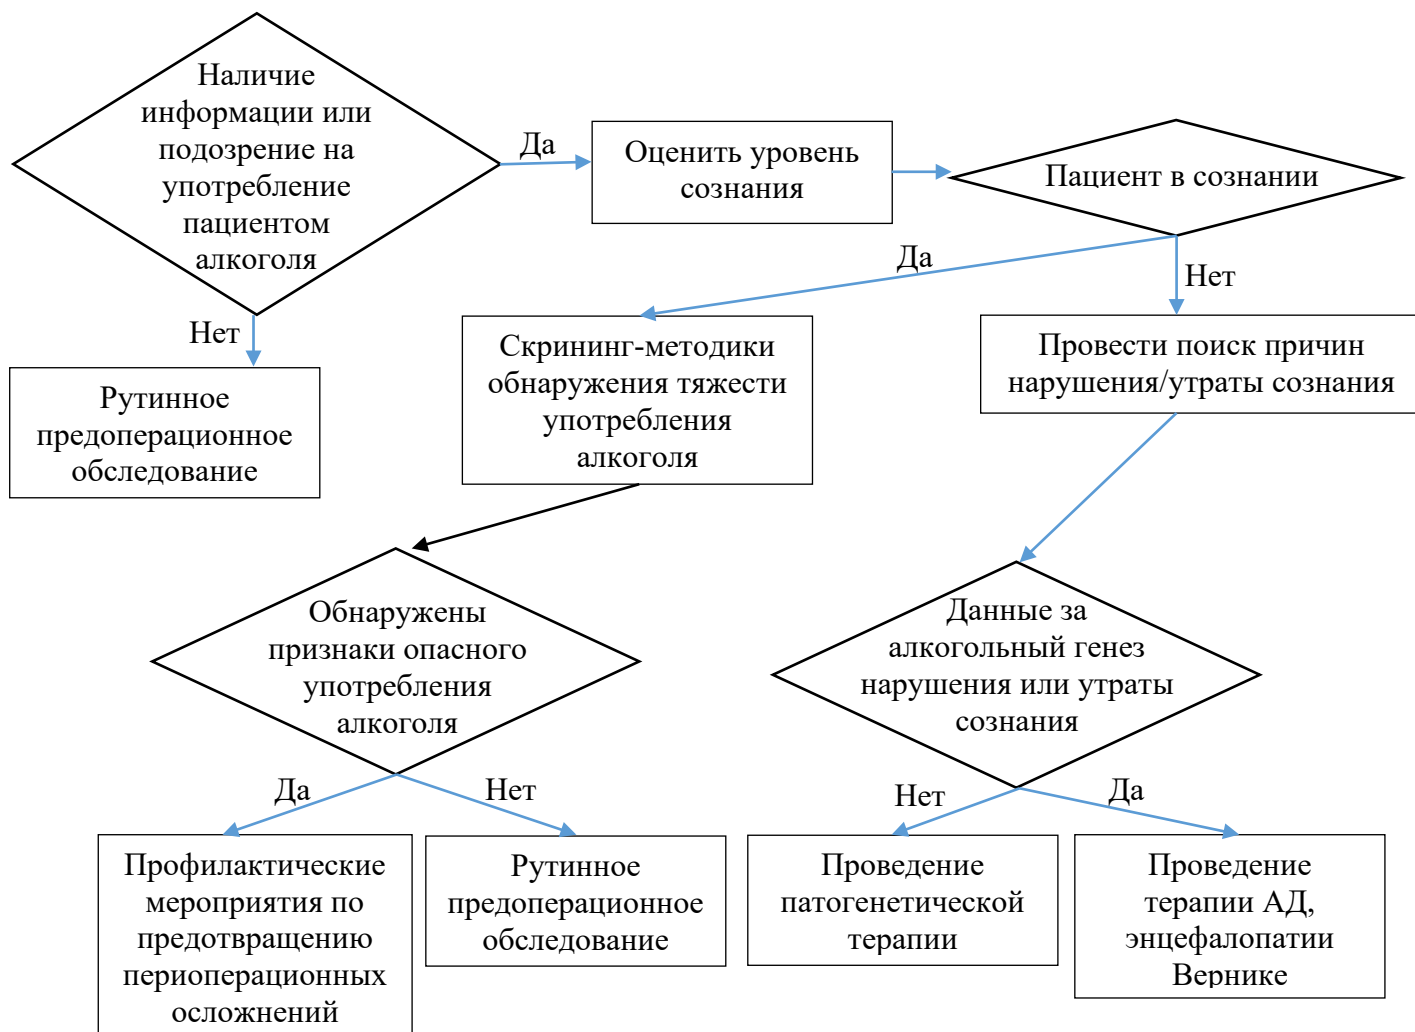 Наличие
информации или
подозрение на
употребление
пациентом
алкоголя
Да
Оценить уровень
сознания
Пациент в сознании
Да
Нет
Нет
Рутинное
предоперационное
обследование
Скрининг-методики
обнаружения тяжести
употребления
алкоголя
Провести поиск причин
нарушения/утраты сознания
Обнаружены
признаки опасного
употребления
алкоголя
Данные за
алкогольный генез
нарушения или утраты
сознания
Да
Нет
Нет
Да
Профилактические
мероприятия по
предотвращению
периоперационных
осложнений
Рутинное
предоперационное
обследование
Проведение
патогенетической
терапии
Проведение
терапии АД,
энцефалопатии
Вернике